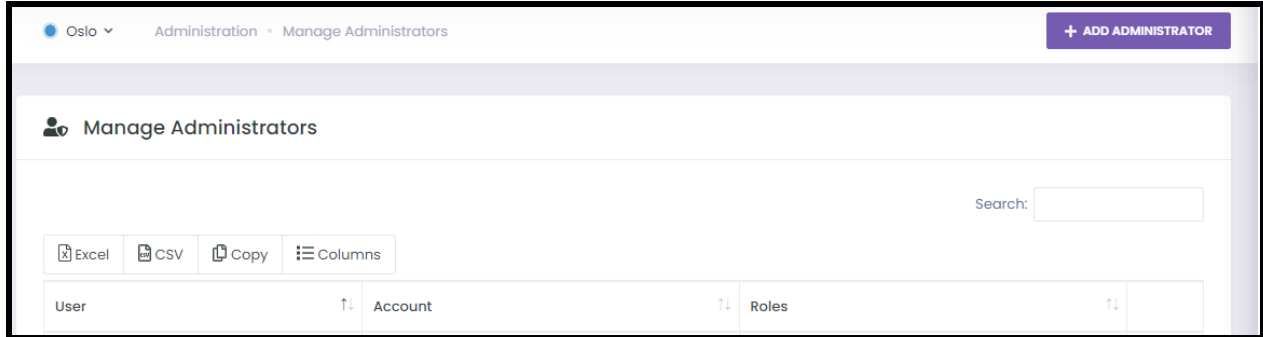 Oslo Administration • Manage Administrators + ADD ADMINISTRATOR
Manage Administrators
Search:
Excel CSV Copy Columns
User Account Roles